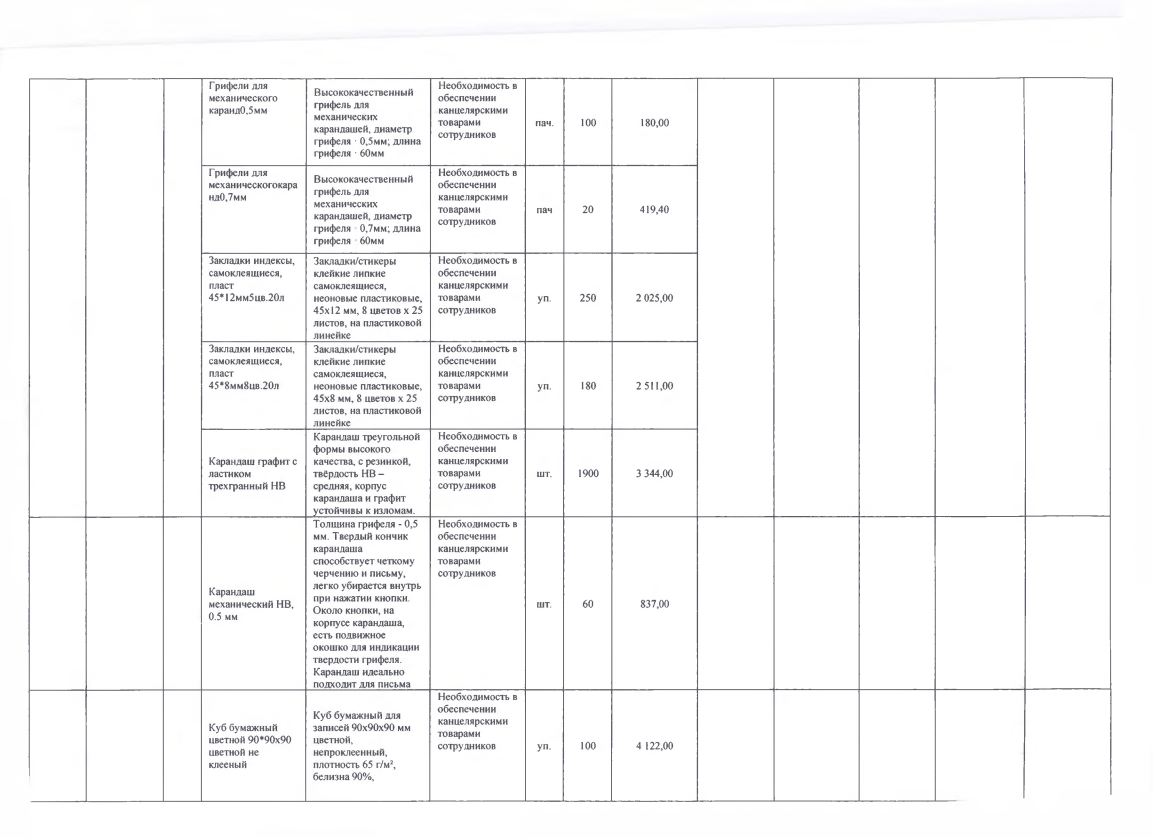 Грифели для
механического
каранд0,5мм
Высококачественный
грифель для
механических
карандашей, диаметр
грифеля · 0,5мм; длина
грифеля · 60мм
Необходимость в
обеспечении
канцелярскими
товарами
сотрудников
пач.
100
180,00
Грифели для
механическогокара
нд0,7мм
Высококачественный
грифель для
механических
карандашей, диаметр
грифеля · 0,7мм; длина
грифеля · 60мм
Необходимость в
обеспечении
канцелярскими
товарами
сотрудников
пач
20
419,40
Закладки индексы,
самоклеящиеся,
пласт
45*12мм5цв.20л
Закладки/стикеры
клейкие липкие
самоклеящиеся,
неоновые пластиковые,
45х12 мм, 8 цветов х 25
листов, на пластиковой
линейке
Необходимость в
обеспечении
канцелярскими
товарами
сотрудников
уп.
250
2 025,00
Закладки индексы,
самоклеящиеся,
пласт
45*8мм8цв.20л
Закладки/стикеры
клейкие липкие
самоклеящиеся,
неоновые пластиковые,
45х8 мм, 8 цветов х 25
листов, на пластиковой
линейке
Необходимость в
обеспечении
канцелярскими
товарами
сотрудников
уп.
180
2 511,00
Карандаш графит с
ластиком
трехгранный НВ
Карандаш треугольной
формы высокого
качества, с резинкой,
твёрдость НВ –
средняя, корпус
карандаша и графит
устойчивы к изломам.
Необходимость в
обеспечении
канцелярскими
товарами
сотрудников
шт.
1900
3 344,00
Карандаш
механический НВ,
0.5 мм
Толщина грифеля - 0,5
мм. Твердый кончик
карандаша
способствует четкому
черчению и письму,
легко убирается внутрь
при нажатии кнопки.
Около кнопки, на
корпусе карандаша,
есть подвижное
окошко для индикации
твердости грифеля.
Карандаш идеально
подходит для письма
Необходимость в
обеспечении
канцелярскими
товарами
сотрудников
шт.
60
837,00
Куб бумажный
цветной 90*90х90
цветной не
клееный
Куб бумажный для
записей 90х90х90 мм
цветной,
непроклеенный,
плотность 65 г/м²,
белизна 90%,
Необходимость в
обеспечении
канцелярскими
товарами
сотрудников
уп.
100
4 122,00